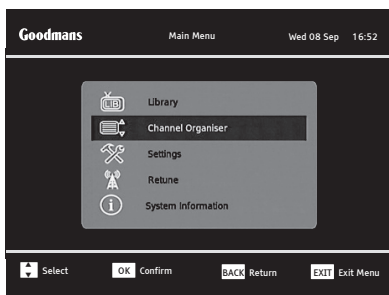 Goodmans Main Menu Wed 08 Sep 16:52
LIB Library
Channel Organiser
Settings
Retune
i System Information
Select OK Confirm BACK Return EXIT Exit Menu